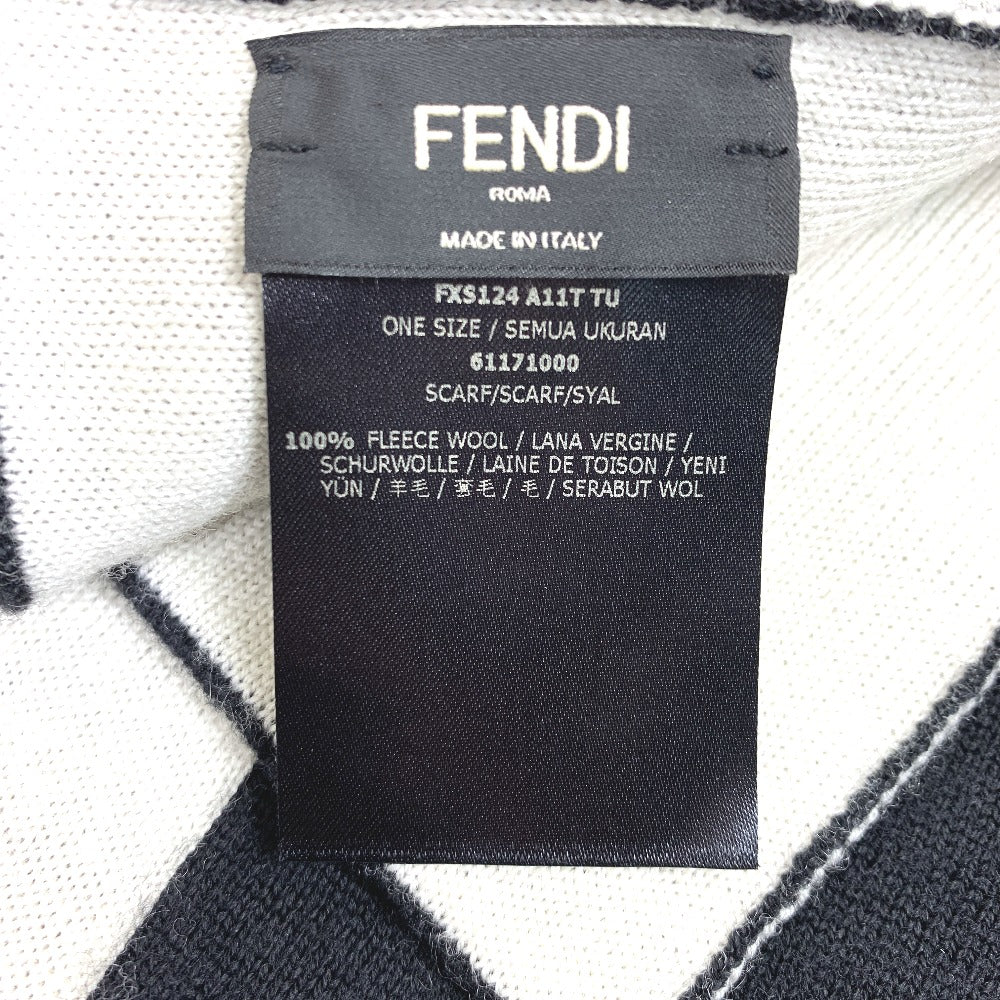 FENDI
ROMA
MADE IN ITALY
FXS124 A11T TU
ONE SIZE / SEMUA UKURAN
61171000
SCARF/SCARF/SYAL
100% FLEECE WOOL / LANA VERGINE /
SCHURWOLLE / LAINE DE TOISON / YENI
YÜN / 羊毛 / 套毛 / 毛 / SERABUT WOL